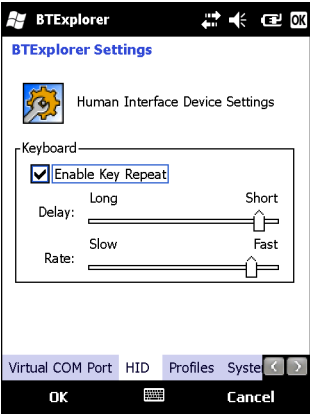 BTExplorer OK
BTExplorer Settings
Human Interface Device Settings
Keyboard
Enable Key Repeat
Long Short
Delay:
Slow Fast
Rate:
Virtual COM Port HID Profiles Syste
OK Cancel